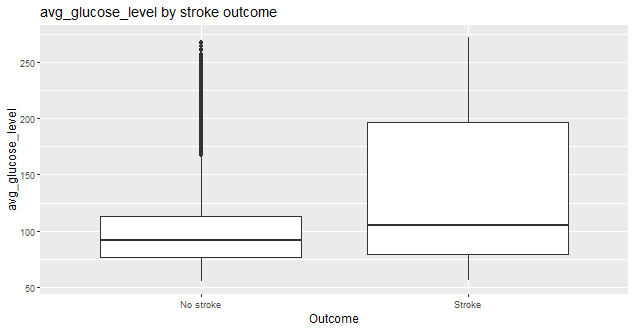 avg_glucose_level by stroke outcome
avg_glucose_level
250
200
150
100
50
No stroke
Stroke
Outcome